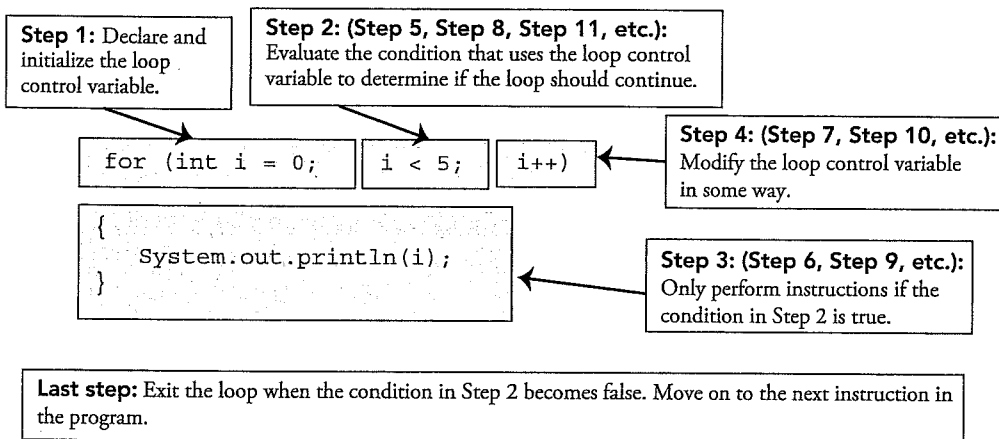 Step 1: Declare and
initialize the loop
control variable.
Step 2: (Step 5, Step 8, Step 11, etc.):
Evaluate the condition that uses the loop control
variable to determine if the loop should continue.
for (int i = 0; i < 5; i++)
Step 4: (Step 7, Step 10, etc.):
Modify the loop control variable
in some way.
{
System.out.println(i);
}
Step 3: (Step 6, Step 9, etc.):
Only perform instructions if the
condition in Step 2 is true.
Last step: Exit the loop when the condition in Step 2 becomes false. Move on to the next instruction in
the program.